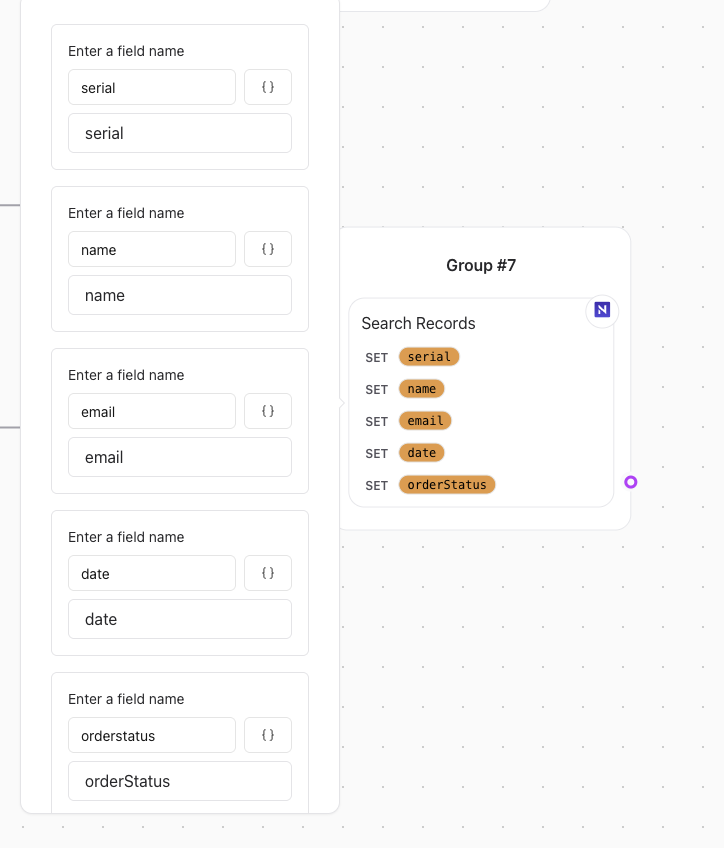 Enter a field name
serial
{ }
serial
Enter a field name
name
{ }
name
Enter a field name
email
{ }
email
Enter a field name
date
{ }
date
Enter a field name
orderstatus
{ }
orderStatus
Group #7
N
Search Records
SET serial
SET name
SET email
SET date
SET orderStatus